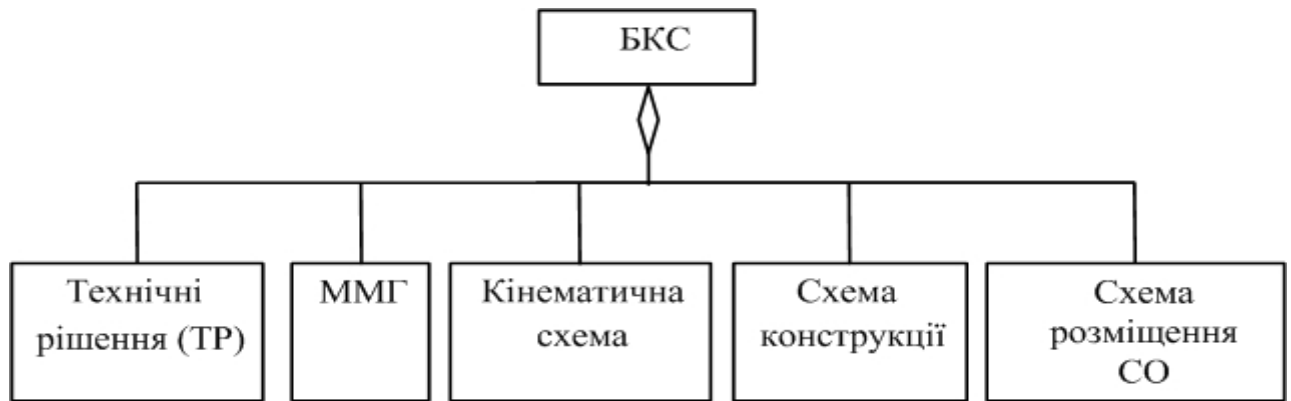 БКС
Технічні
рішення (ТР)
ММГ
Кінематична
схема
Схема
конструкції
Схема
розміщення
СО